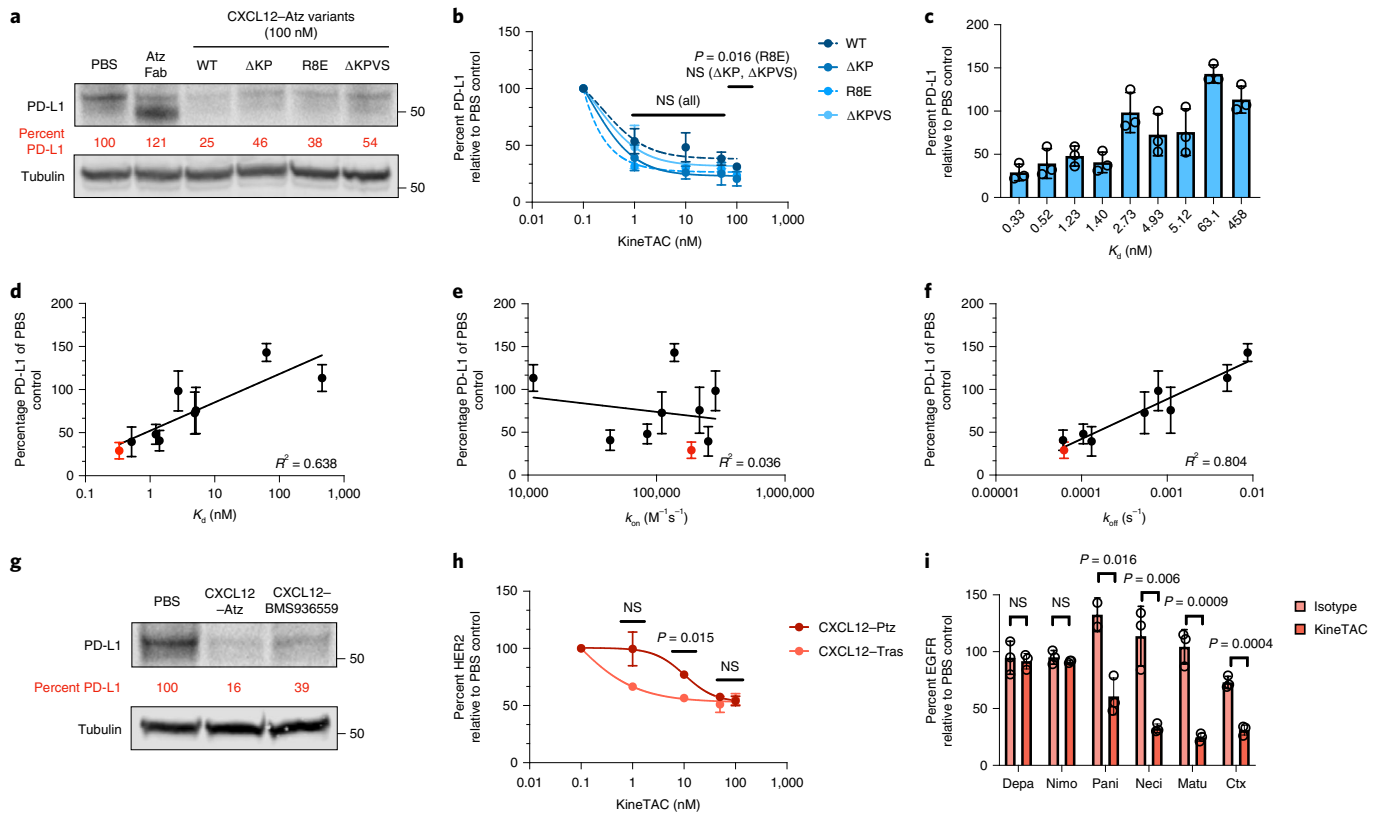 a
CXCL12–Atz variants
(100 nM)
PBS
Atz
Fab
WT
ΔKP
R8E
ΔKPVS
PD-L1
50
Percent
PD-L1
100
121
25
46
38
54
Tubulin
50
b
Percent PD-L1
relative to PBS control
150
100
50
0
0.01
0.1
1
10
100
1,000
KineTAC (nM)
NS (all)
P = 0.016 (R8E)
NS (ΔKP, ΔKPVS)
WT
ΔKP
R8E
ΔKPVS
c
Percent PD-L1
relative to PBS control
200
150
100
50
0
0.33
0.52
1.23
1.40
2.73
4.93
5.12
63.1
458
Kd (nM)
d
Percentage PD-L1 of PBS
control
200
150
100
50
0
0.1
1
10
100
1,000
Kd (nM)
R2 = 0.638
e
Percentage PD-L1 of PBS
control
200
150
100
50
0
10,000
100,000
1,000,000
kon (M−1 s−1)
R2 = 0.036
f
Percentage PD-L1 of PBS
control
200
150
100
50
0
0.00001
0.0001
0.001
0.01
koff (s−1)
R2 = 0.804
g
PBS
CXCL12
–Atz
CXCL12–
BMS936559
PD-L1
50
Percent PD-L1
100
16
39
Tubulin
50
h
Percent HER2
relative to PBS control
150
100
50
0
0.01
0.1
1
10
100
1,000
KineTAC (nM)
NS
P = 0.015
NS
CXCL12–Ptz
CXCL12–Tras
i
Percent EGFR
relative to PBS control
150
100
50
0
NS
NS
P = 0.016
P = 0.006
P = 0.0009
P = 0.0004
Depa
Nimo
Pani
Neci
Matu
Ctx
Isotype
KineTAC